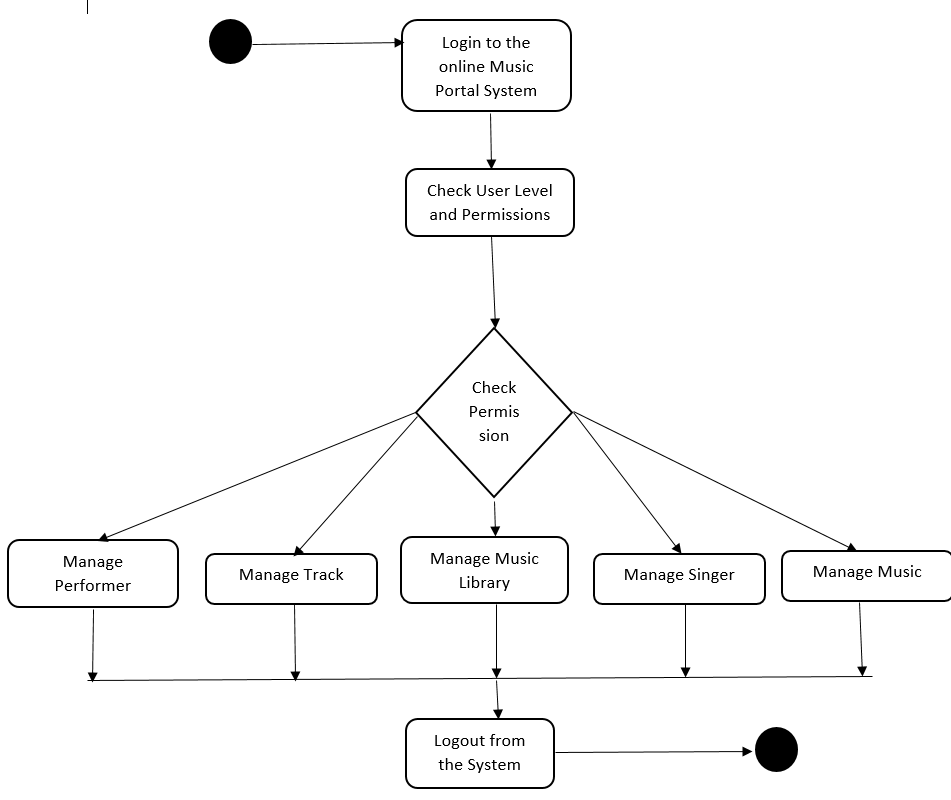 Login to the
online Music
Portal System
Check User Level
and Permissions
Check
Permis
sion
Manage
Performer
Manage Track
Manage Music
Library
Manage Singer
Manage Music
Logout from
the System